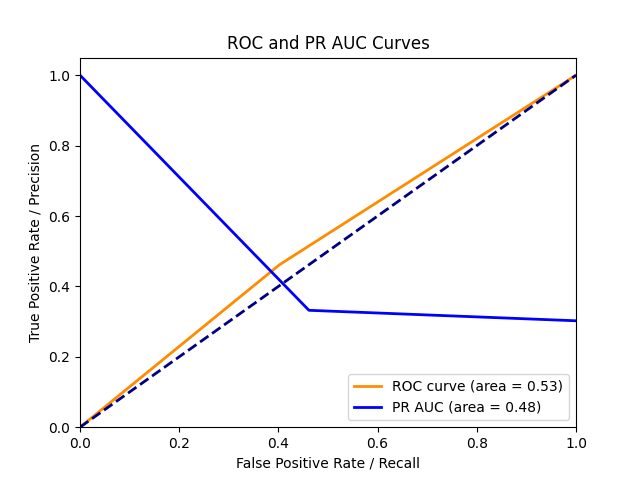 ROC and PR AUC Curves
True Positive Rate / Precision
1.0
0.8
0.6
0.4
0.2
0.0
ROC curve (area = 0.53)
PR AUC (area = 0.48)
0.0 0.2 0.4 0.6 0.8 1.0
False Positive Rate / Recall